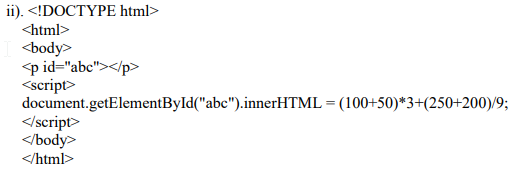 ii). <!DOCTYPE html>
<html>
<body>
<p id="abc"></p>
<script>
document.getElementById("abc").innerHTML = (100+50)*3+(250+200)/9;
</script>
</body>
</html>